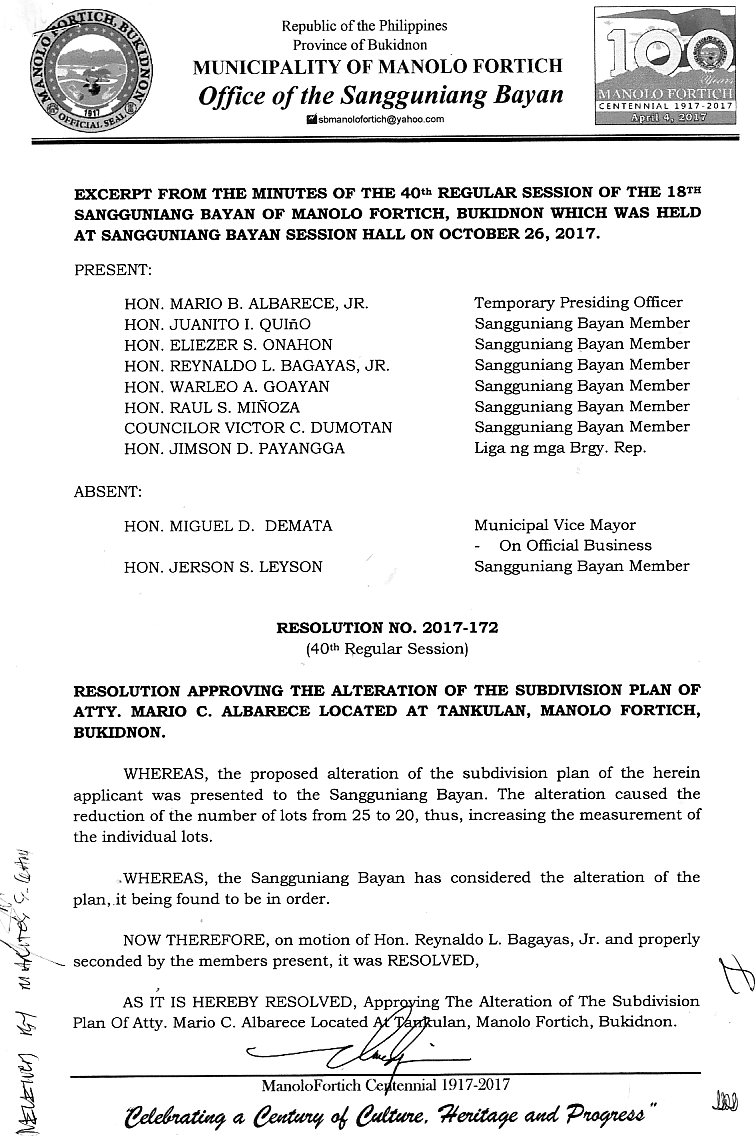 MANOLO FORTICH, BUKIDNON
1917
OFFICIAL SEAL
Republic of the Philippines
Province of Bukidnon
MUNICIPALITY OF MANOLO FORTICH
Office of the Sangguniang Bayan
sbmanolofortich@yahoo.com
100
Years
MANOLO FORTICH
CENTENNIAL 1917-2017
April 4, 2017
EXCERPT FROM THE MINUTES OF THE 40th REGULAR SESSION OF THE 18TH
SANGGUNIANG BAYAN OF MANOLO FORTICH, BUKIDNON WHICH WAS HELD
AT SANGGUNIANG BAYAN SESSION HALL ON OCTOBER 26, 2017.
PRESENT:
HON. MARIO B. ALBARECE, JR. Temporary Presiding Officer
HON. JUANITO I. QUIñO Sangguniang Bayan Member
HON. ELIEZER S. ONAHON Sangguniang Bayan Member
HON. REYNALDO L. BAGAYAS, JR. Sangguniang Bayan Member
HON. WARLEO A. GOAYAN Sangguniang Bayan Member
HON. RAUL S. MIÑOZA Sangguniang Bayan Member
COUNCILOR VICTOR C. DUMOTAN Sangguniang Bayan Member
HON. JIMSON D. PAYANGGA Liga ng mga Brgy. Rep.
ABSENT:
HON. MIGUEL D. DEMATA Municipal Vice Mayor
- On Official Business
HON. JERSON S. LEYSON Sangguniang Bayan Member
RESOLUTION NO. 2017-172
(40th Regular Session)
RESOLUTION APPROVING THE ALTERATION OF THE SUBDIVISION PLAN OF
ATTY. MARIO C. ALBARECE LOCATED AT TANKULAN, MANOLO FORTICH,
BUKIDNON.
WHEREAS, the proposed alteration of the subdivision plan of the herein
applicant was presented to the Sangguniang Bayan. The alteration caused the
reduction of the number of lots from 25 to 20, thus, increasing the measurement of
the individual lots.
WHEREAS, the Sangguniang Bayan has considered the alteration of the
plan, it being found to be in order.
NOW THEREFORE, on motion of Hon. Reynaldo L. Bagayas, Jr. and properly
seconded by the members present, it was RESOLVED,
AS IT IS HEREBY RESOLVED, Approving The Alteration of The Subdivision
Plan Of Atty. Mario C. Albarece Located At Tankulan, Manolo Fortich, Bukidnon.
ManoloFortich Centennial 1917-2017
"Celebrating a Century of Culture, Heritage and Progress"